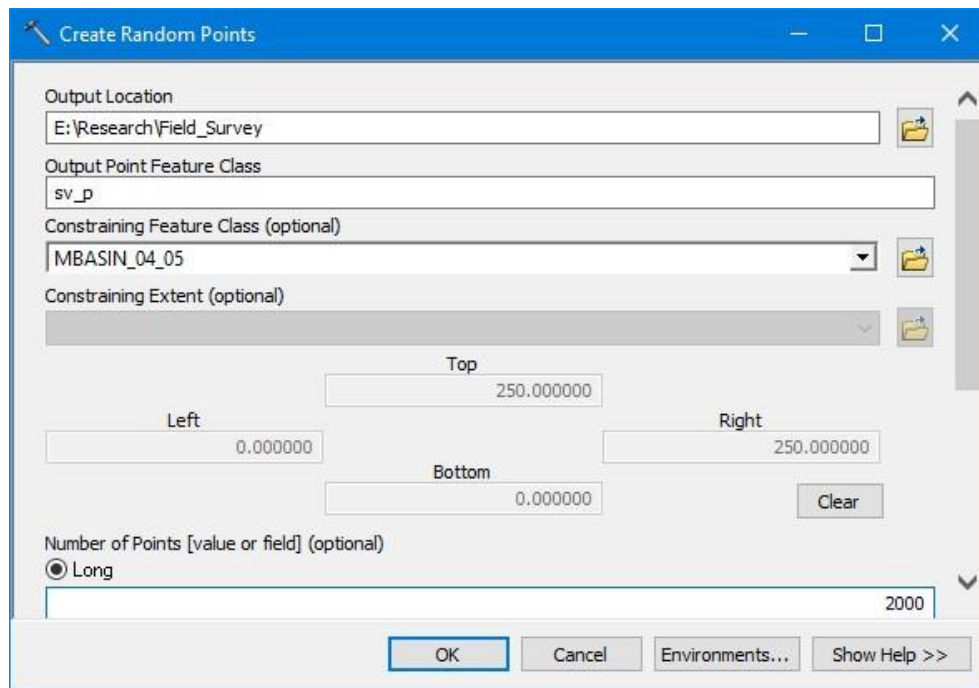 Create Random Points
Output Location
E:\Research\Field_Survey
Output Point Feature Class
sv_p
Constraining Feature Class (optional)
MBASIN_04_05
Constraining Extent (optional)
Top
250.000000
Left
Right
0.000000
250.000000
Bottom
0.000000
Clear
Number of Points [value or field] (optional)
Long
2000
OK
Cancel
Environments...
Show Help >>